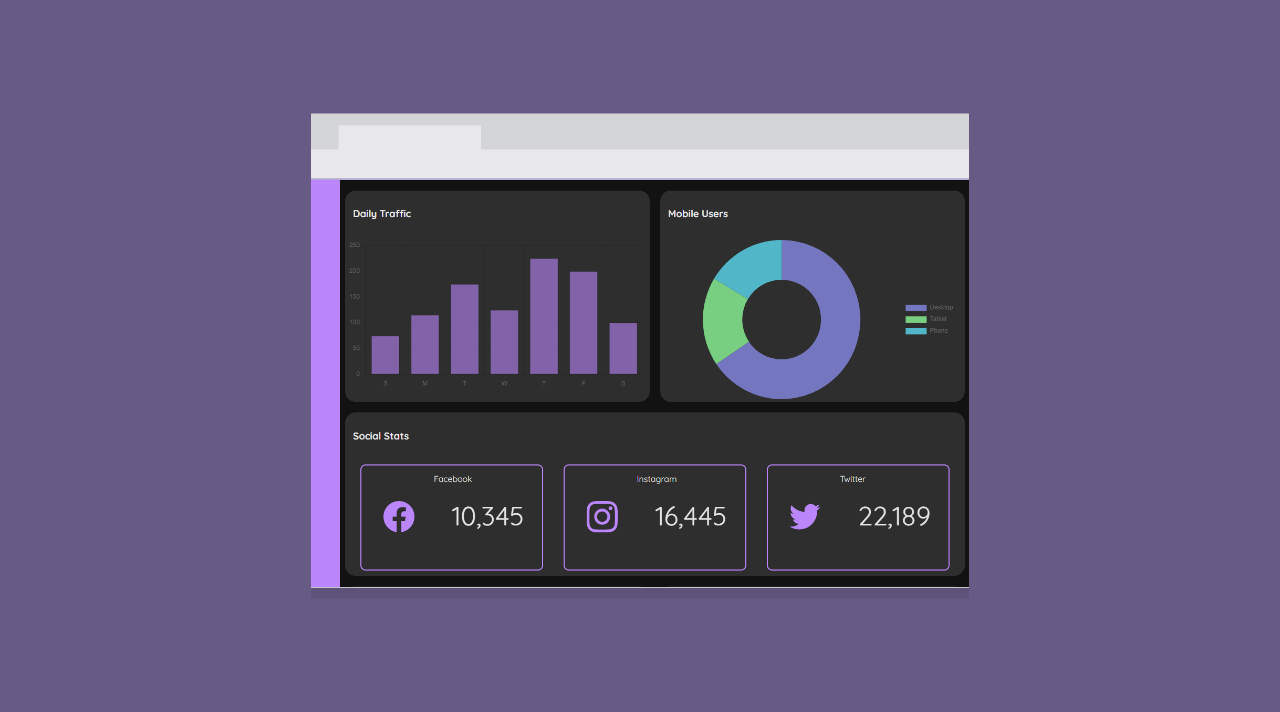 Daily Traffic
250
200
150
100
50
0
S M T W T F S
Mobile Users
Desktop
Tablet
Phone
Social Stats
Facebook
10,345
Instagram
16,445
Twitter
22,189